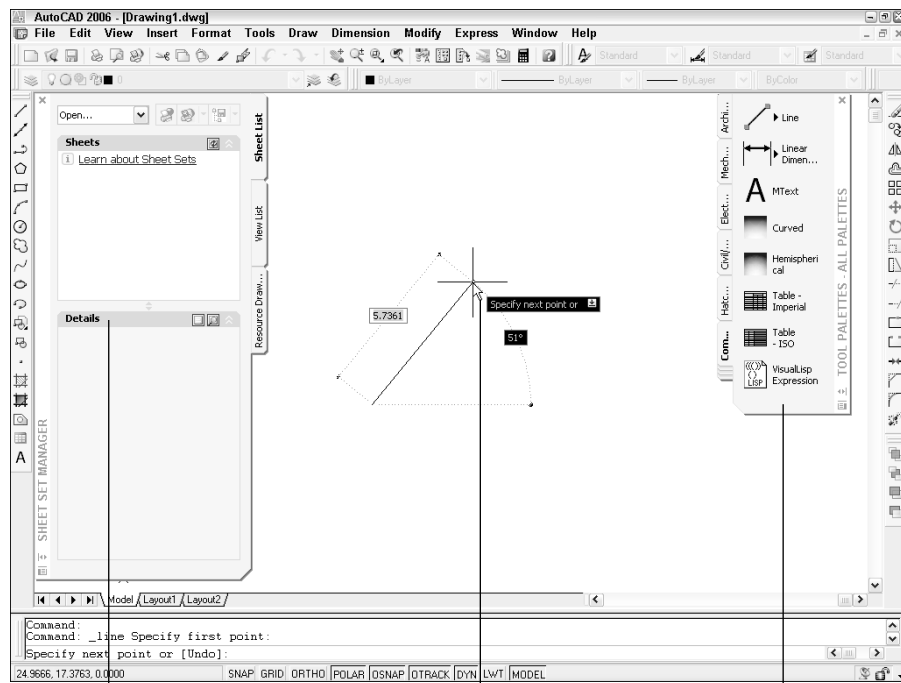 AutoCAD 2006 - [Drawing1.dwg]
File Edit View Insert Format Tools Draw Dimension Modify Express Window Help
Standard Standard Standard
0 ByLayer ByLayer ByLayer ByColor
Open...
Sheets
Learn about Sheet Sets
Details
SHEET SET MANAGER
Sheet List
View List
Resource Draw...
5.7361
Specify next point or
51°
Archi...
Mech...
Elect...
Civil/...
Hatc...
Com...
Line
Linear
Dimen...
A MText
Curved
Hemispheri
cal
Table -
Imperial
Table
- ISO
LISP
VisualLisp
Expression
TOOL PALETTES - ALL PALETTES
A
Model Layout1 Layout2
Command:
Command: _line Specify first point:
Specify next point or [Undo]:
24.9666, 17.3763, 0.0000 SNAP GRID ORTHO POLAR OSNAP OTRACK DYN LWT MODEL